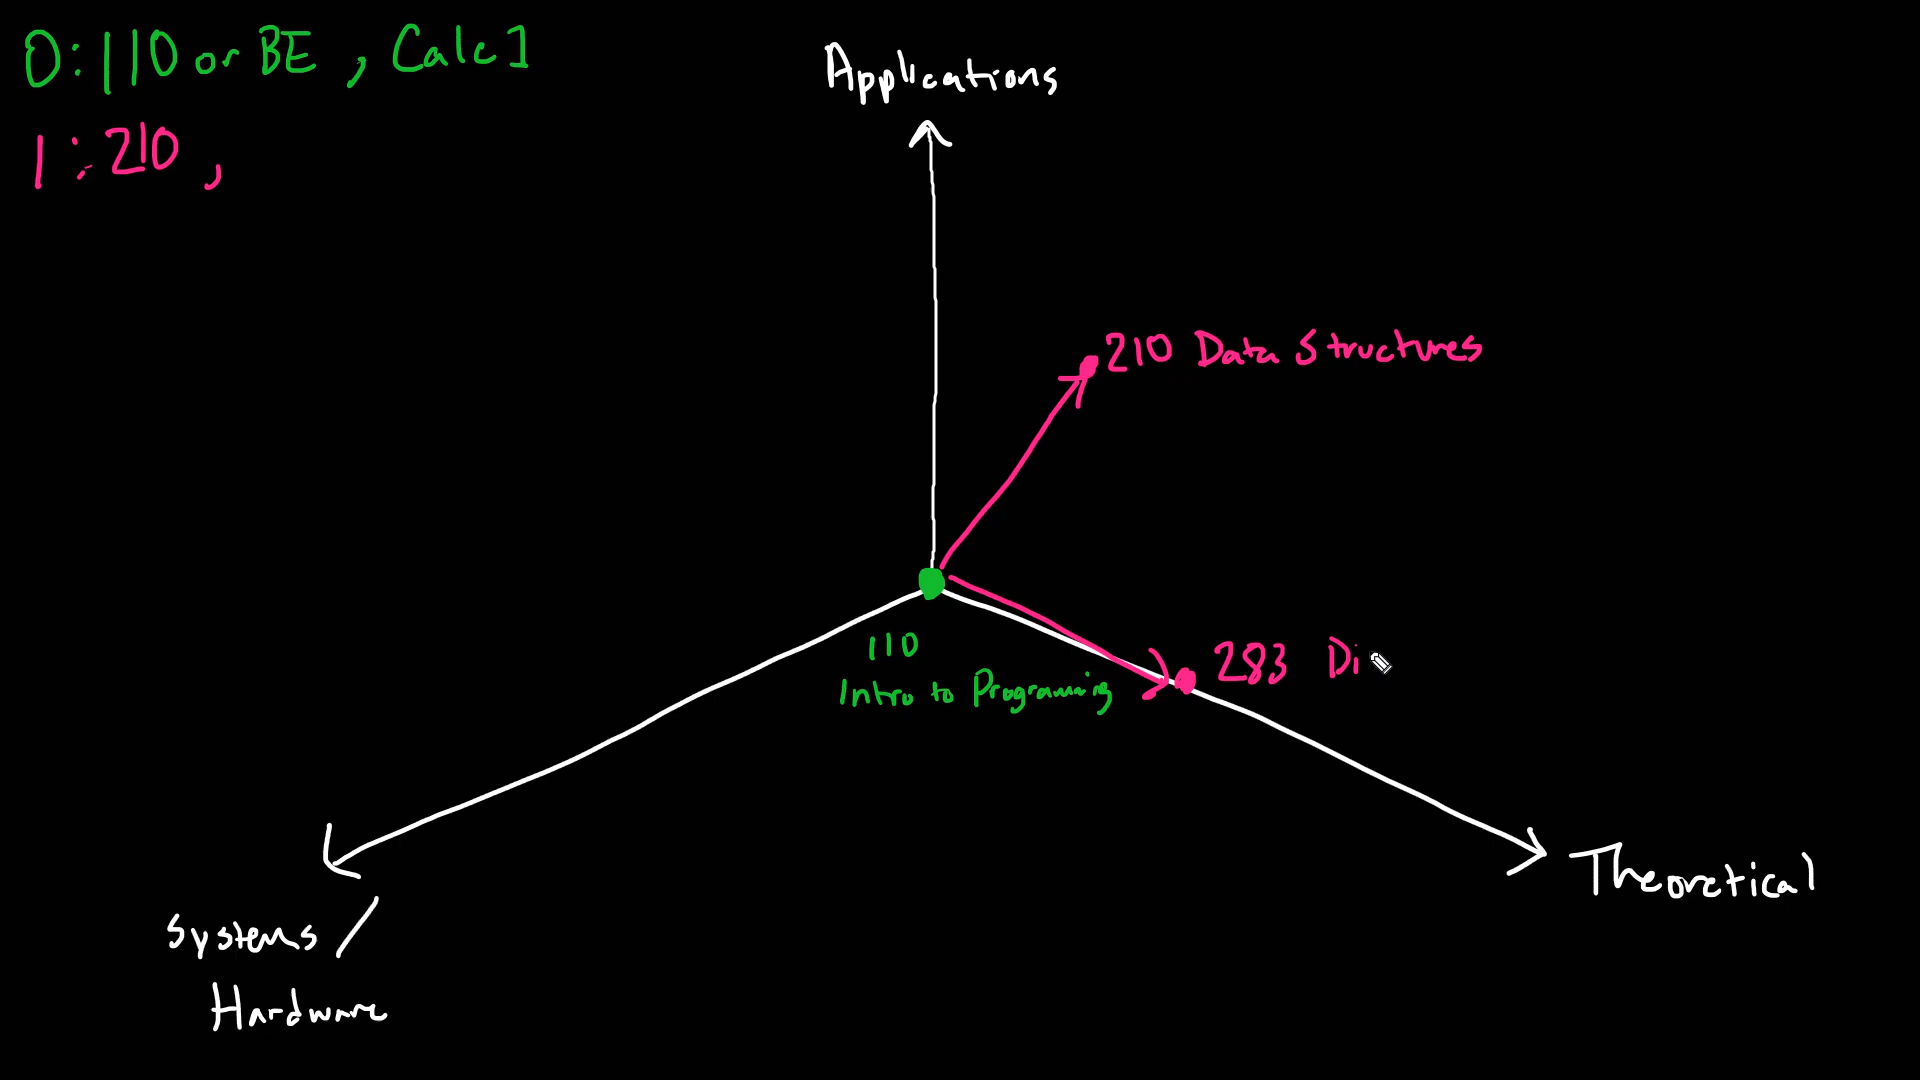 0: 110 or BE, Calc 1
1: 210,
Applications
210 Data Structures
110
Intro to Programing
283 Di
Theoretical
Systems/
Hardware